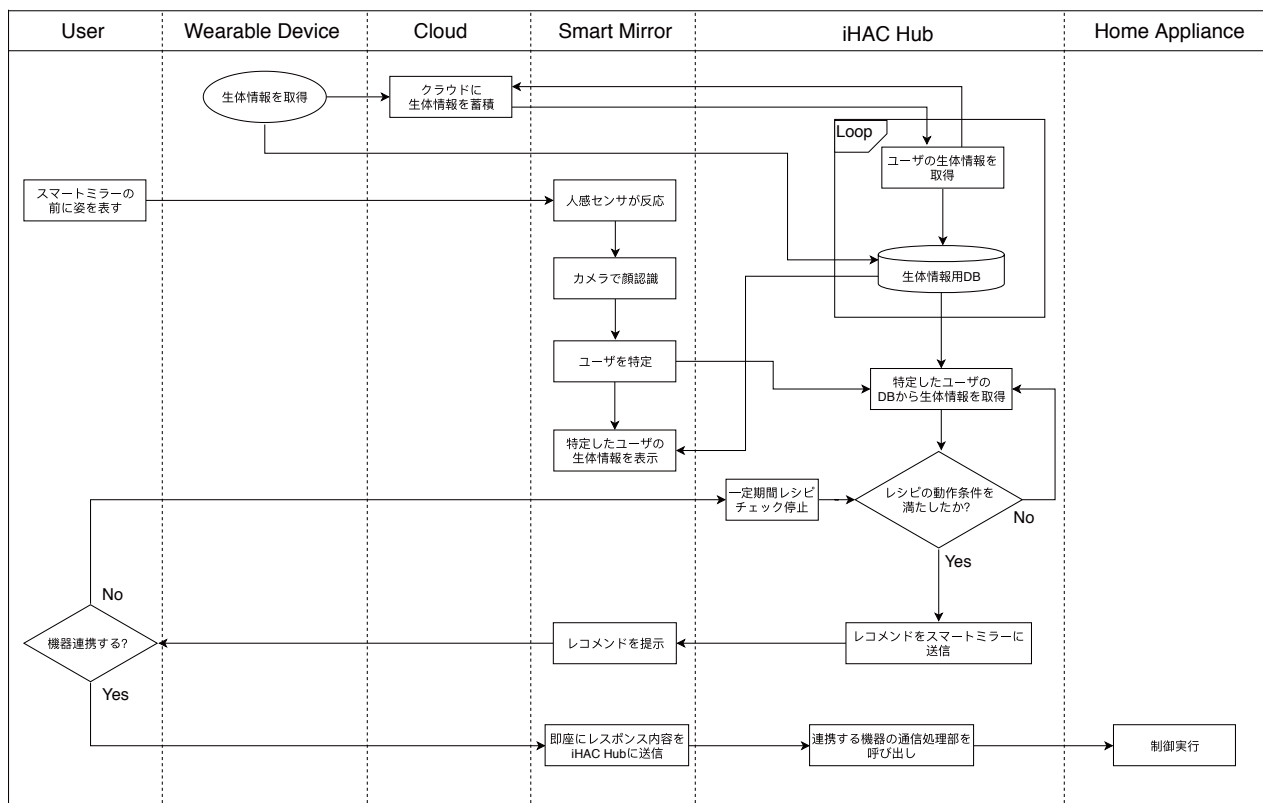 User
Wearable Device
Cloud
Smart Mirror
iHAC Hub
Home Appliance
生体情報を取得
クラウドに
生体情報を蓄積
Loop
ユーザの生体情報を
取得
スマートミラーの
前に姿を表す
人感センサが反応
カメラで顔認識
生体情報用DB
ユーザを特定
特定したユーザの
DBから生体情報を取得
特定したユーザの
生体情報を表示
一定期間レシピ
チェック停止
レシピの動作条件を
満たしたか?
No
Yes
No
機器連携する?
Yes
レコメンドを提示
レコメンドをスマートミラーに
送信
即座にレスポンス内容を
iHAC Hubに送信
連携する機器の通信処理部を
呼び出し
制御実行